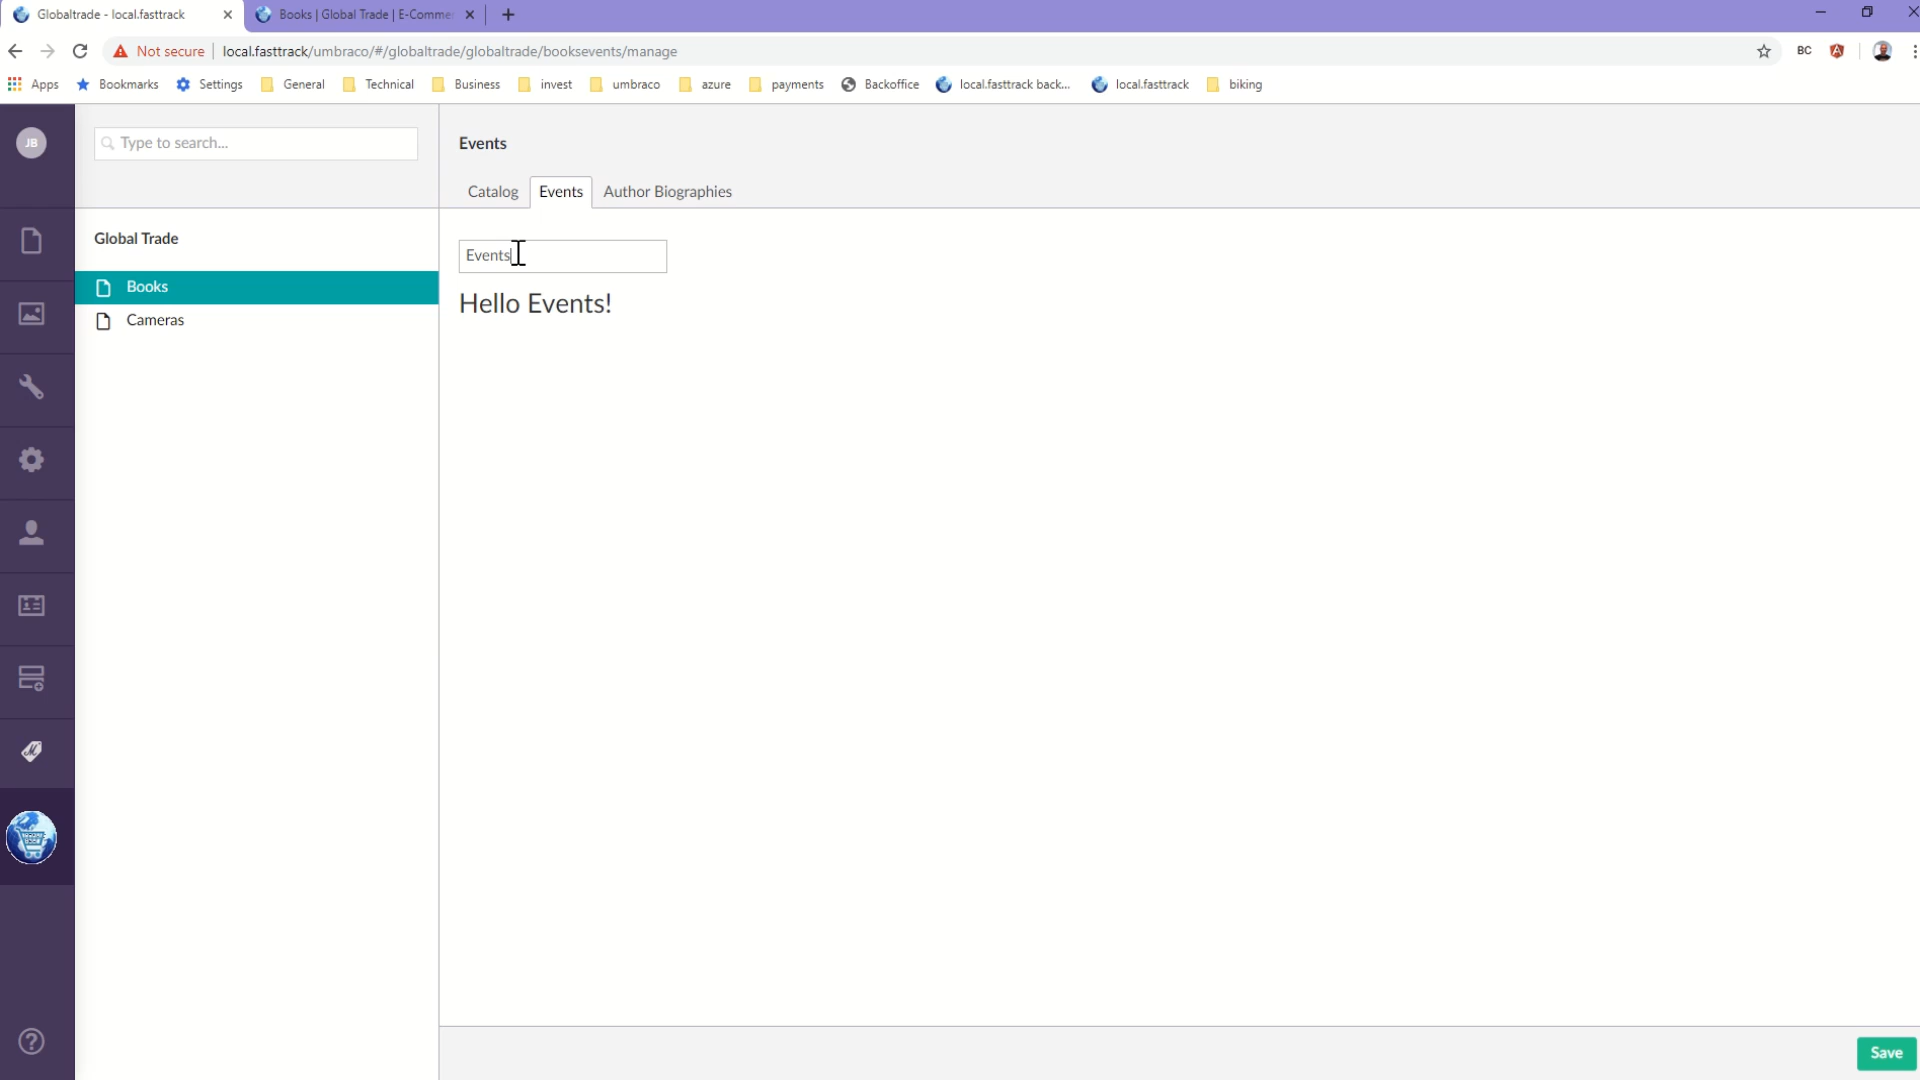 Globaltrade - local.fasttrack
Books | Global Trade | E-Comme
Not secure
local.fasttrack/umbraco/#/globaltrade/globaltrade/booksevents/manage
BC
Apps
Bookmarks
Settings
General
Technical
Business
invest
umbraco
azure
payments
Backoffice
local.fasttrack back...
local.fasttrack
biking
JB
Type to search...
Events
Catalog
Events
Author Biographies
Global Trade
Books
Cameras
Events
Hello Events!
Save